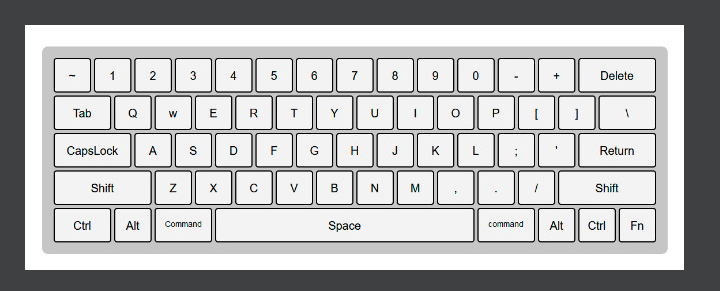 ~ 1 2 3 4 5 6 7 8 9 0 - + Delete
Tab Q w E R T Y U I O P [ ] \
CapsLock A S D F G H J K L ; ' Return
Shift Z X C V B N M , . / Shift
Ctrl Alt Command Space command Alt Ctrl Fn